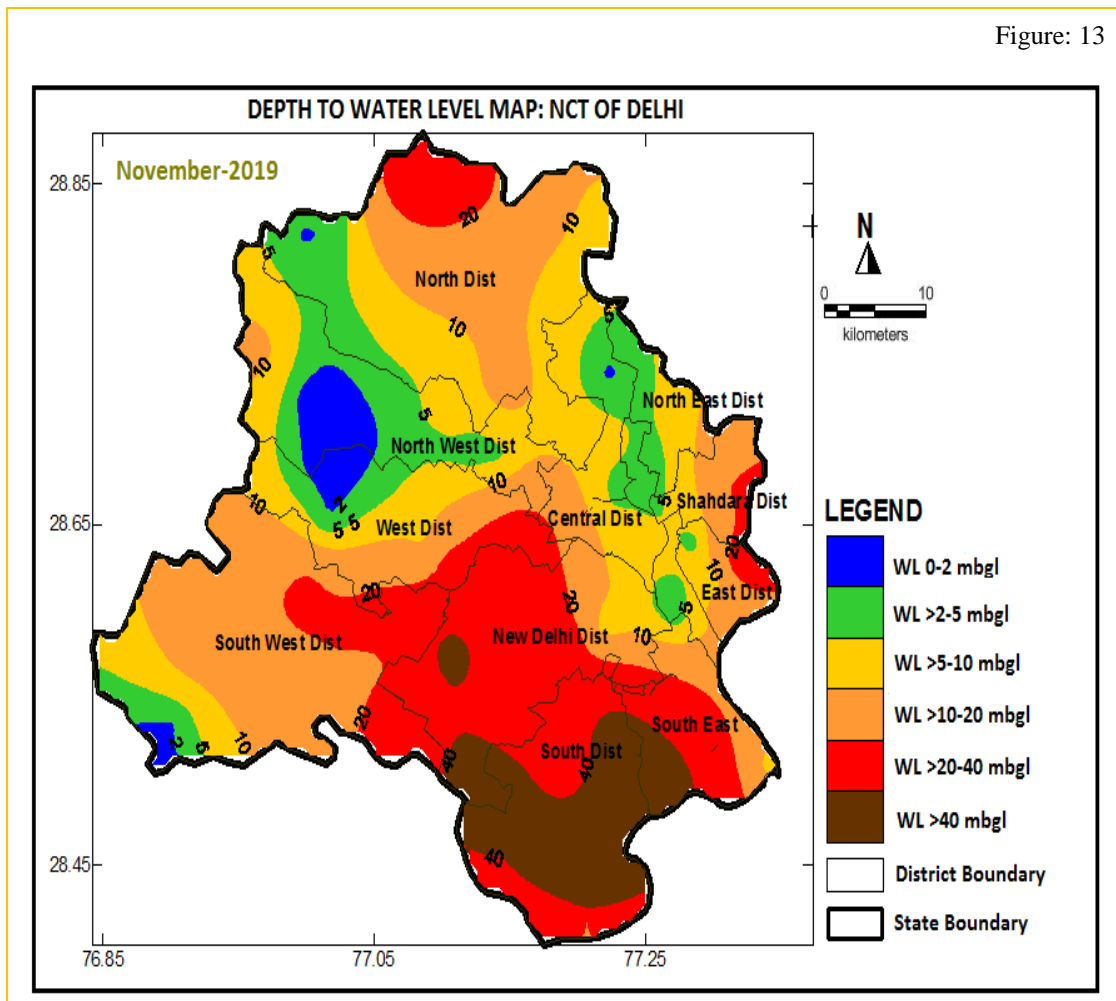 Figure: 13
DEPTH TO WATER LEVEL MAP: NCT OF DELHI
November-2019
28.85
28.65
28.45
76.85
77.05
77.25
N
0 10
kilometers
20
10
5
North Dist
10
10
5
5
North East Dist
North West Dist
10
10
2
5 5
West Dist
Central Dist
5
Shahdara Dist
20
10
East Dist
20
20
5
10
South West Dist
New Delhi Dist
20
South East
South Dist
2
5
10
40
40
40
LEGEND
WL 0-2 mbgl
WL >2-5 mbgl
WL >5-10 mbgl
WL >10-20 mbgl
WL >20-40 mbgl
WL >40 mbgl
District Boundary
State Boundary